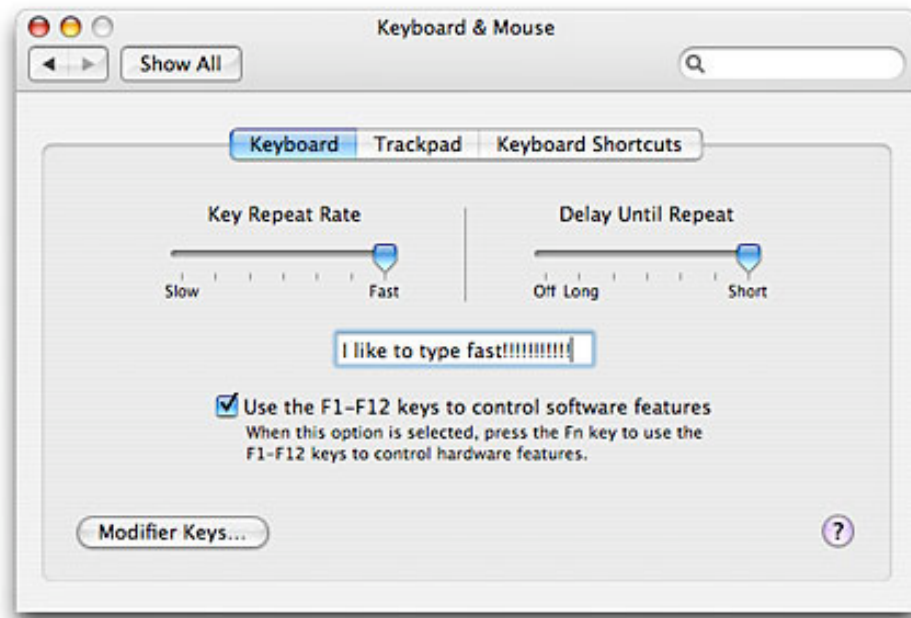 Keyboard & Mouse
Show All
Keyboard Trackpad Keyboard Shortcuts
Key Repeat Rate Delay Until Repeat
Slow Fast Off Long Short
I like to type fast!!!!!!!!!!!
Use the F1-F12 keys to control software features
When this option is selected, press the Fn key to use the
F1-F12 keys to control hardware features.
Modifier Keys... ?